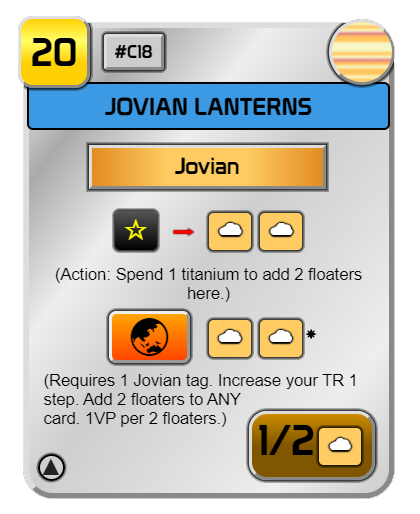 20
#C18
JOVIAN LANTERNS
Jovian
(Action: Spend 1 titanium to add 2 floaters
here.)
*
(Requires 1 Jovian tag. Increase your TR 1
step. Add 2 floaters to ANY
card. 1VP per 2 floaters.)
1/2